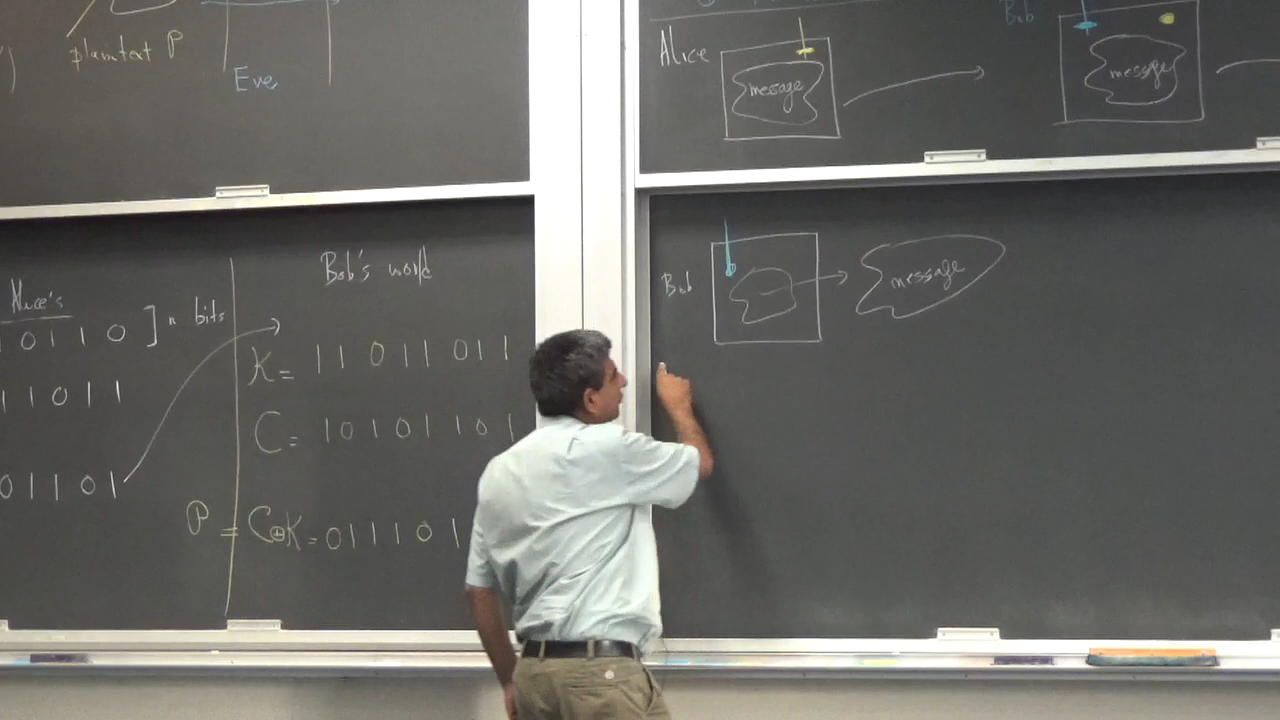 plaintext P
Eve
Alice
message
Bob
message
Alice's
0 1 1 0 ] n bits
1 1 0 1 1
0 1 1 0 1
Bob's world
K = 1 1 0 1 1 0 1 1
C = 1 0 1 0 1 1 0 1
P = C⊕K = 0 1 1 1 0 1
Bob
message